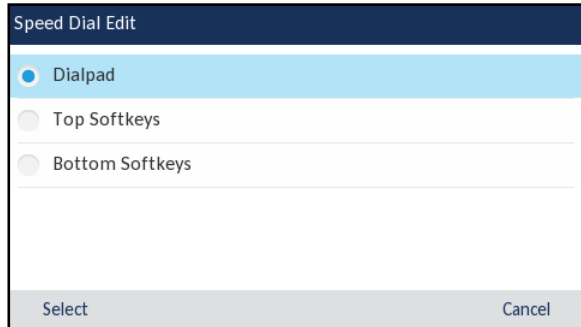 Speed Dial Edit
Dialpad
Top Softkeys
Bottom Softkeys
Select Cancel